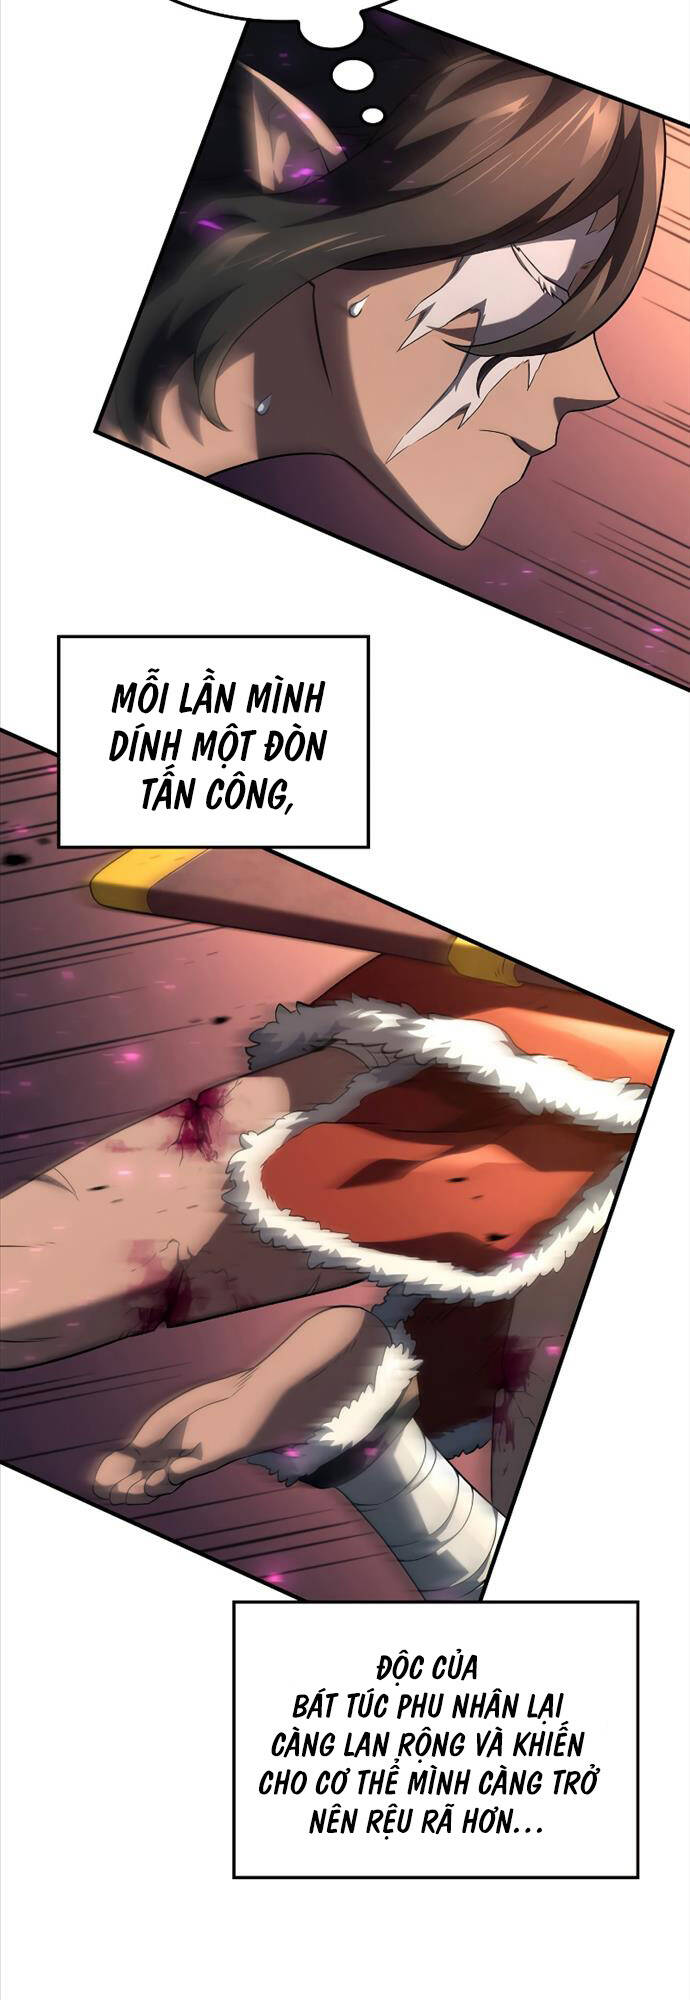 MỖI LẦN MÌNH
DÍNH MỘT ĐÒN
TẤN CÔNG,
ĐỘC CỦA
BÁT TÚC PHU NHÂN LẠI
CÀNG LAN RỘNG VÀ KHIẾN
CHO CƠ THỂ MÌNH CÀNG TRỞ
NÊN RỆU RÃ HƠN...